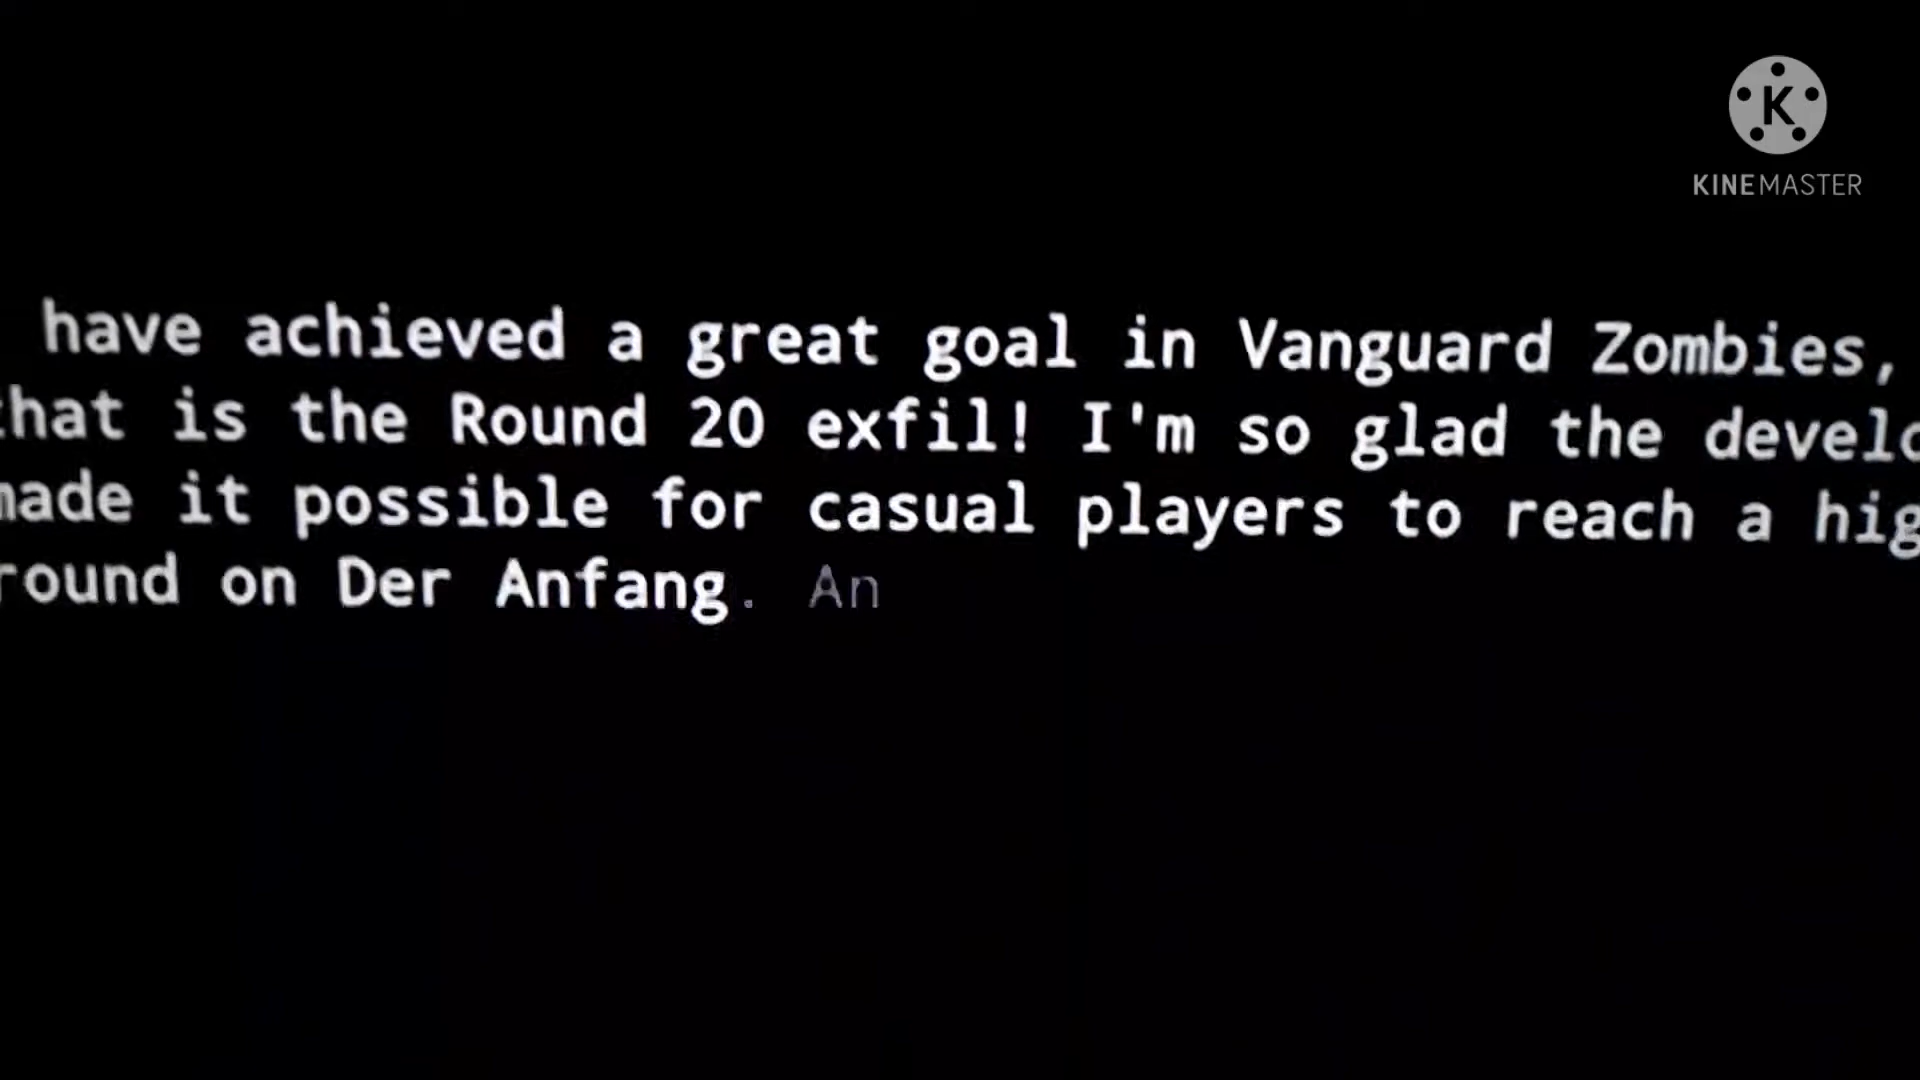 KINEMASTER
have achieved a great goal in Vanguard Zombies,
is the Round 20 exfil! I'm so glad the
it possible for casual players to reach a
on Der Anfang. An